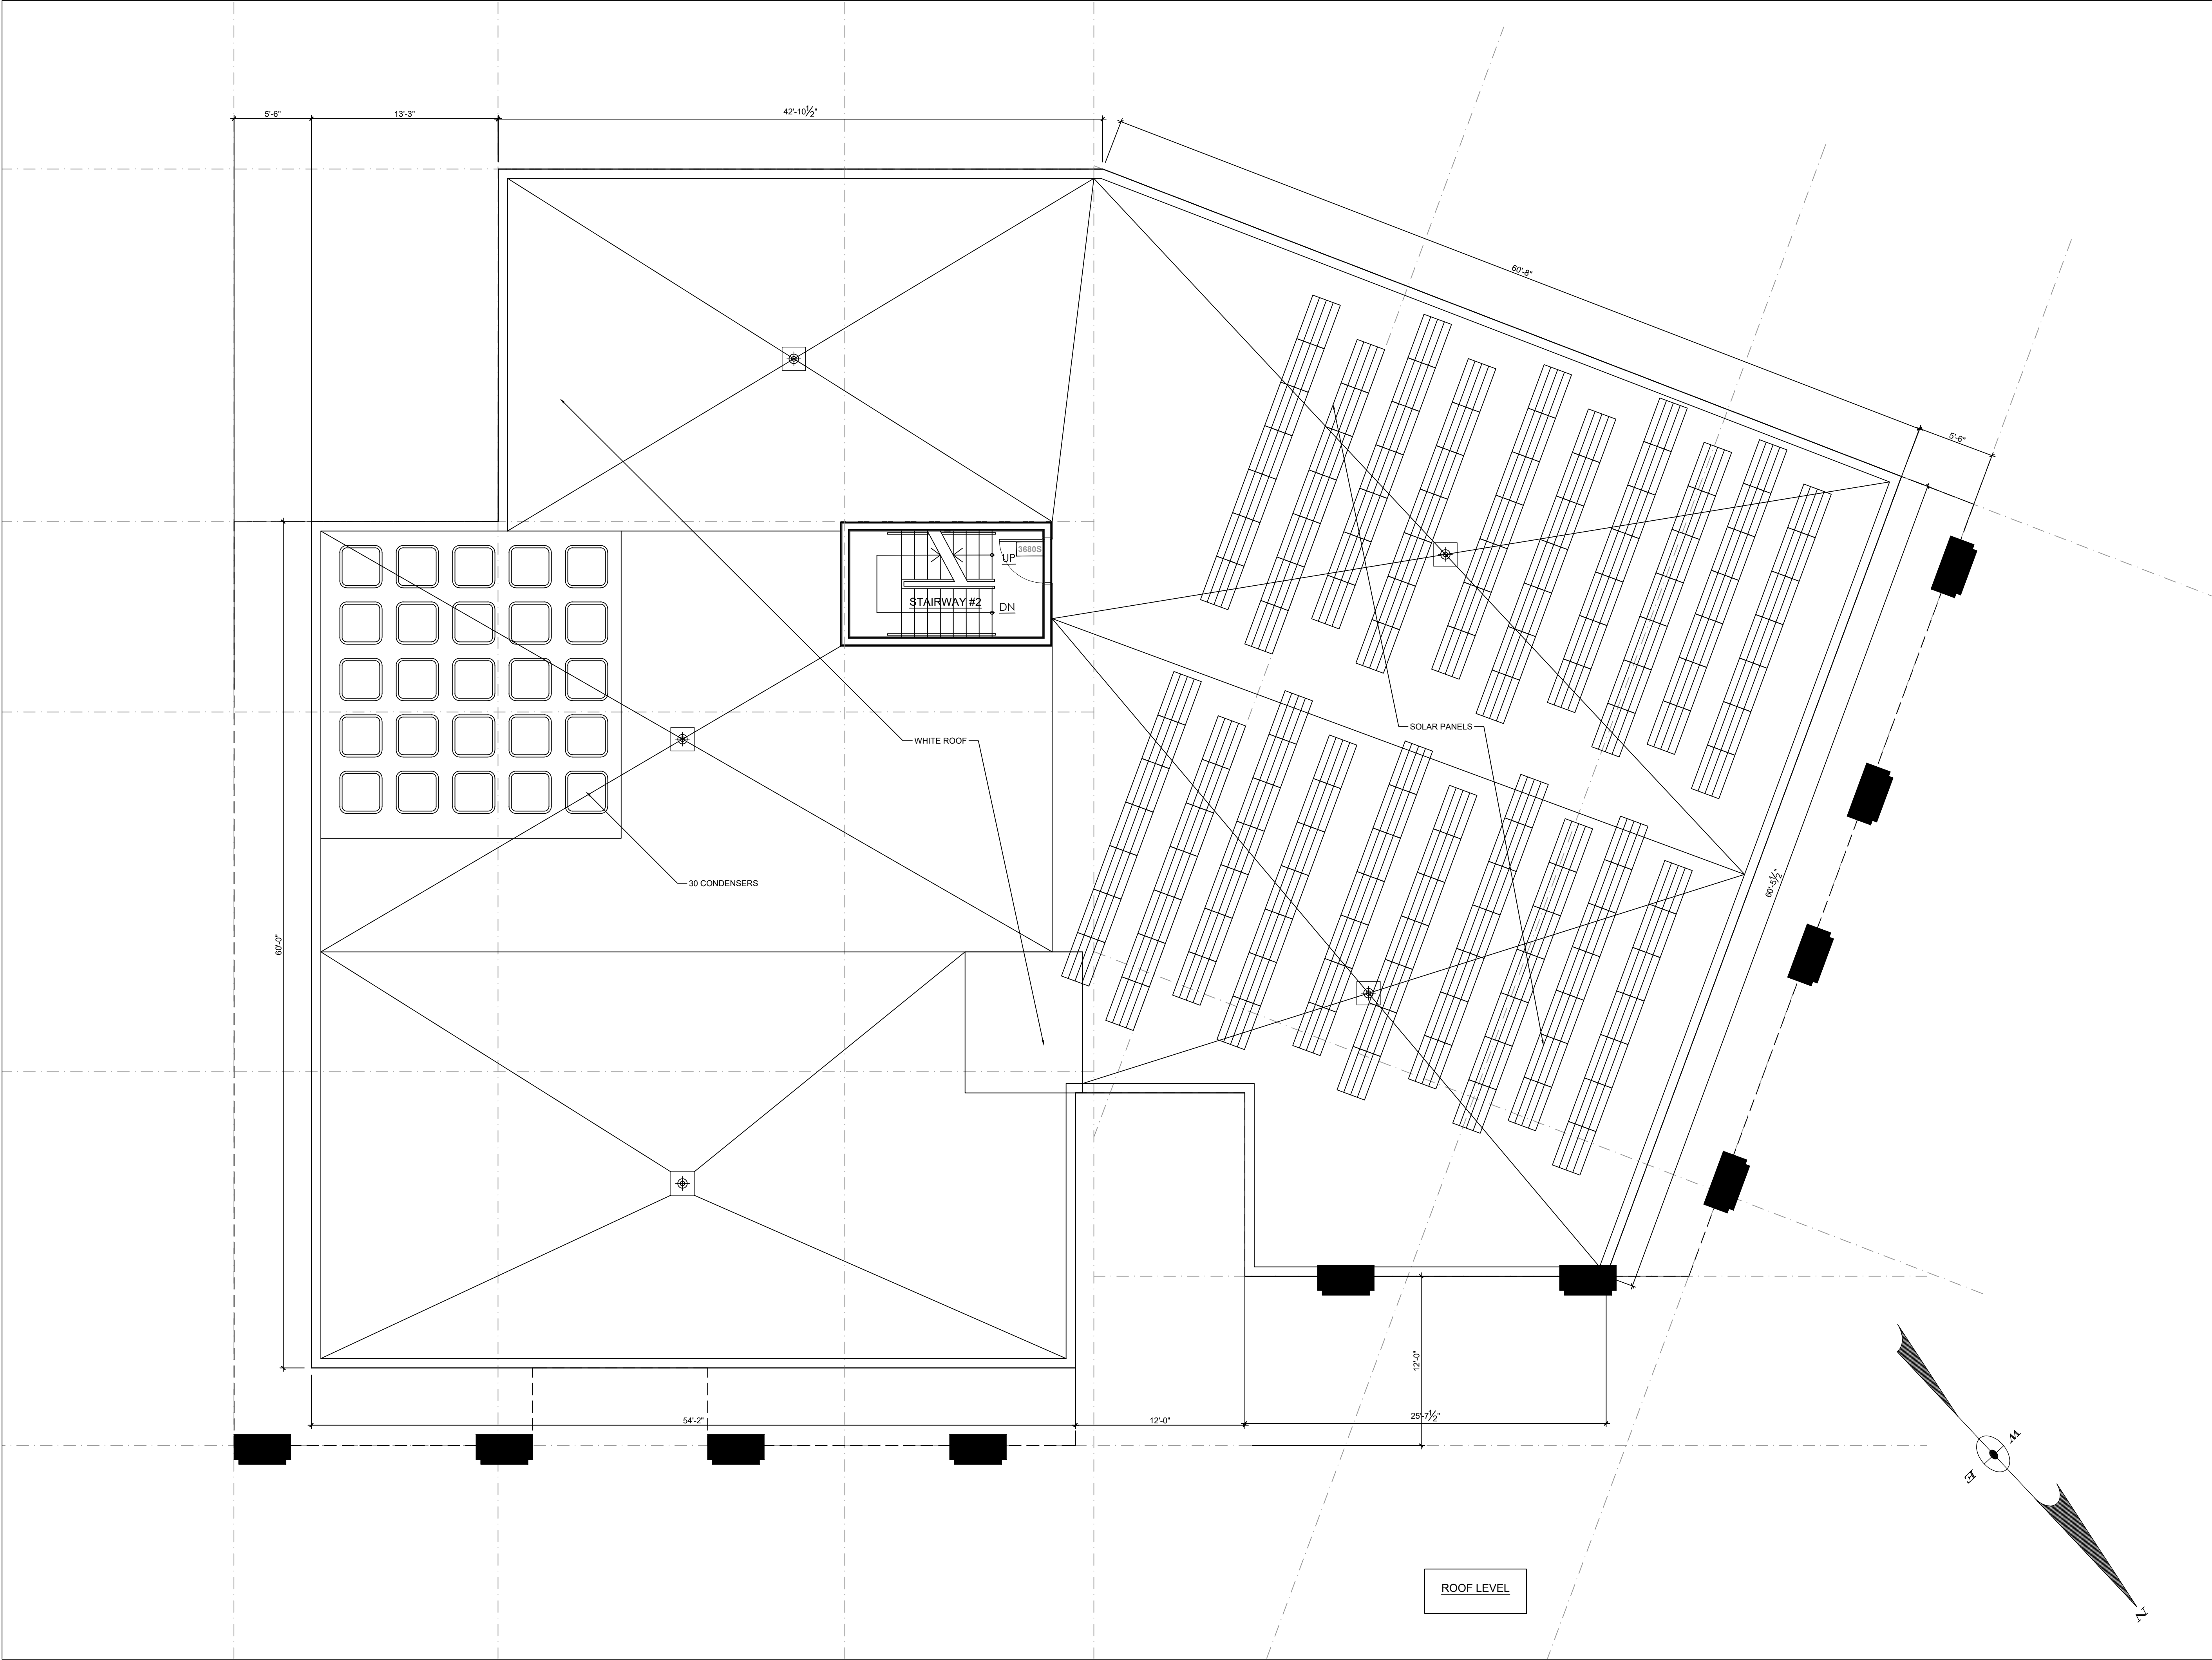 5'-6"
13'-3"
42'-10½"
60'-8"
5'-6"
3680S
UP
STAIRWAY #2
DN
SOLAR PANELS
WHITE ROOF
30 CONDENSERS
60'-5½"
60'-0"
12'-0"
54'-2"
12'-0"
25'-7½"
W
E
N
ROOF LEVEL